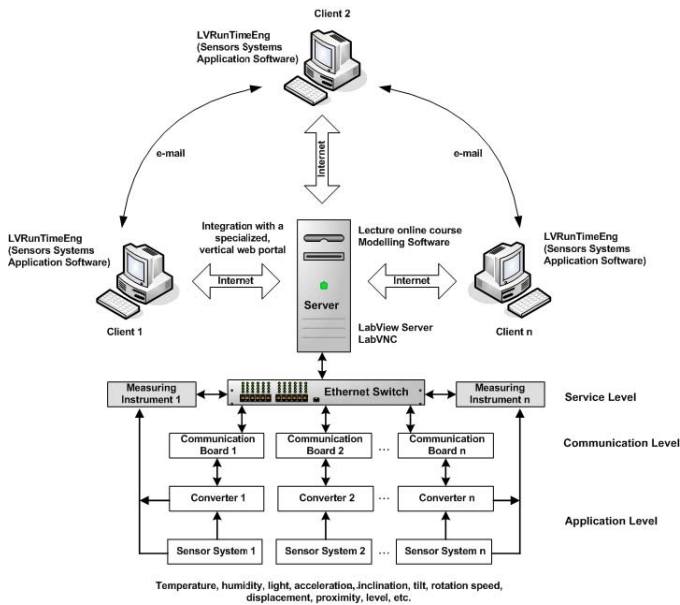 Client 2
LVRunTimeEng
(Sensors Systems
Application Software)
Internet
e-mail
e-mail
LVRunTimeEng
(Sensors Systems
Application Software)
Client 1
Integration with a
specialized,
vertical web portal
Internet
Lecture online course
Modelling Software
Internet
LVRunTimeEng
(Sensors Systems
Application Software)
Client n
Server
LabView Server
LabVNC
Measuring
Instrument 1
Ethernet Switch
Measuring
Instrument n
Service Level
Communication
Board 1
Communication
Board 2
...
Communication
Board n
Communication Level
Converter 1
Converter 2
...
Converter n
Application Level
Sensor System 1
Sensor System 2
...
Sensor System n
Temperature, humidity, light, acceleration,.inclination, tilt, rotation speed,
displacement, proximity, level, etc.